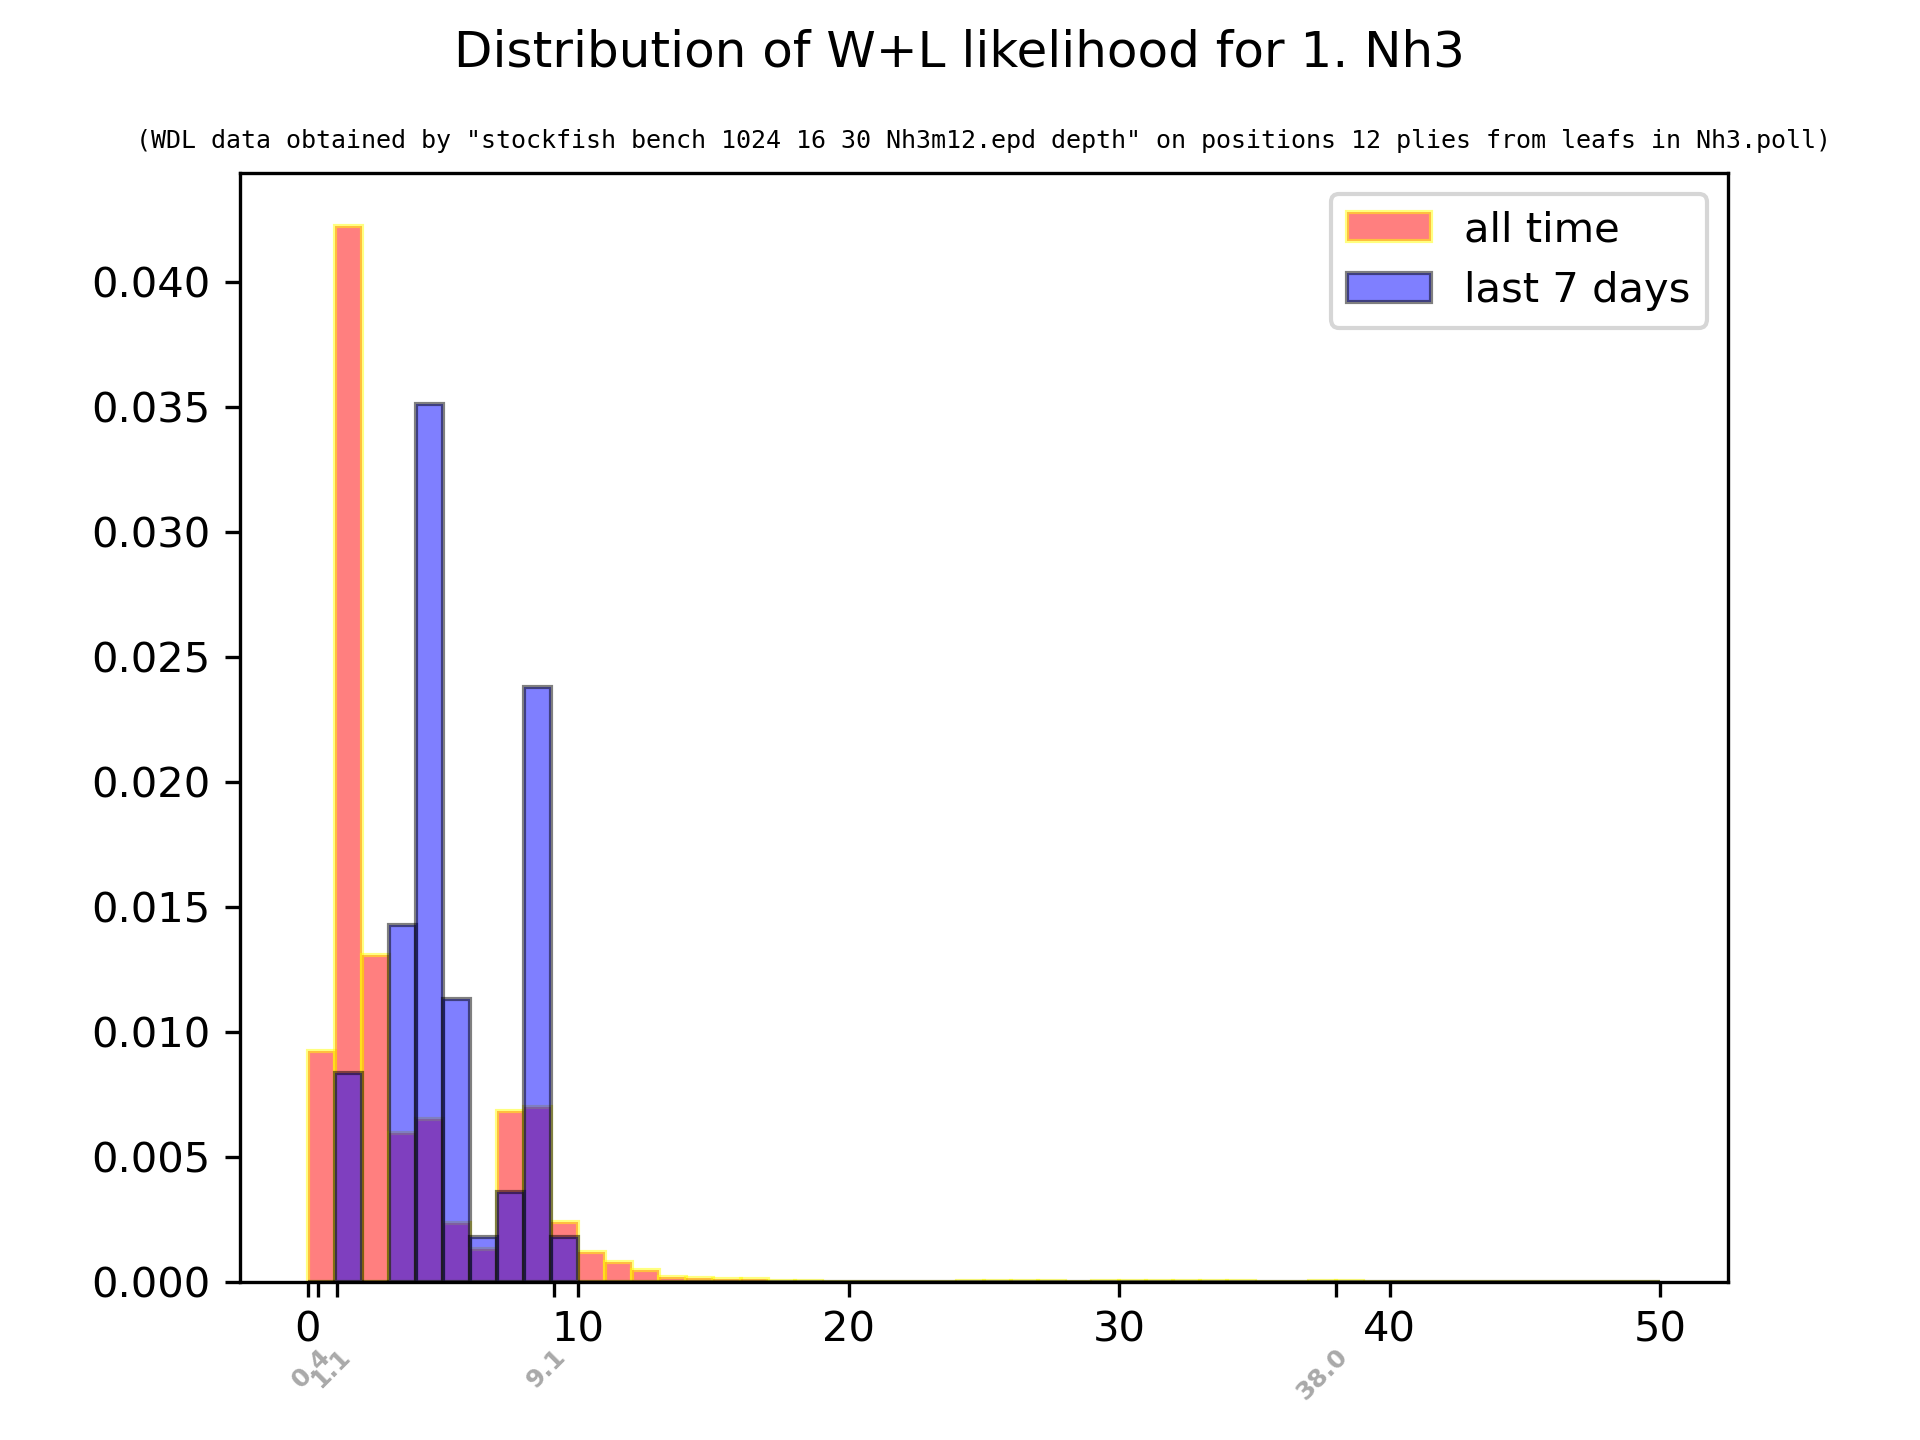 Distribution of W+L likelihood for 1. Nh3
(WDL data obtained by "stockfish bench 1024 16 30 Nh3m12.epd depth" on positions 12 plies from leafs in Nh3.poll)
all time
last 7 days
0.040
0.035
0.030
0.025
0.020
0.015
0.010
0.005
0.000
0 10 20 30 40 50
0.4 1.1 9.1 38.0